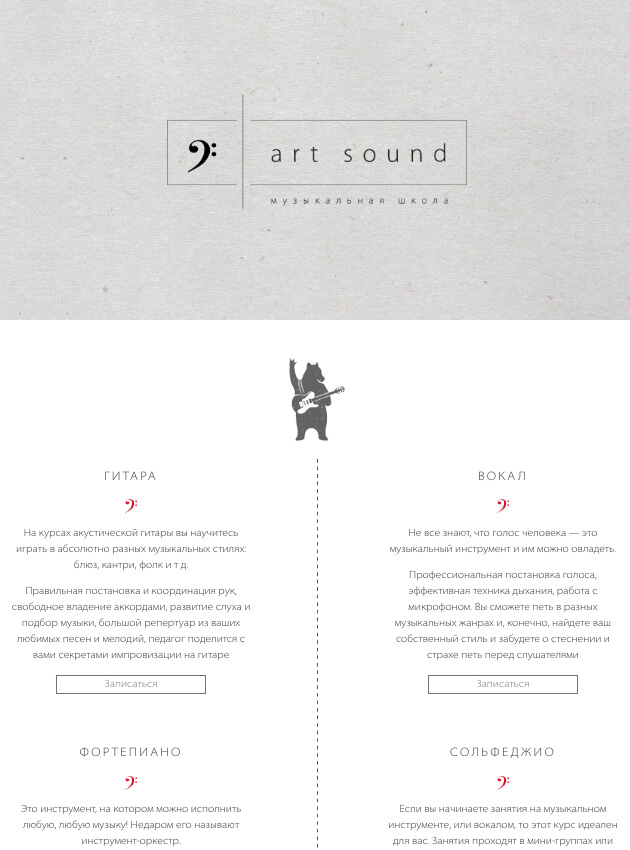 art sound
музыкальная школа
ГИТАРА
На курсах акустической гитары вы научитесь
играть в абсолютно разных музыкальных стилях:
блюз, кантри, фолк и т д.
Правильная постановка и координация рук,
свободное владение аккордами, развитие слуха и
подбор музыки, большой репертуар из ваших
любимых песен и мелодий, педагог поделится с
вами секретами импровизации на гитаре
Записаться
ВОКАЛ
Не все знают, что голос человека — это
музыкальный инструмент и им можно овладеть.
Профессиональная постановка голоса,
эффективная техника дыхания, работа с
микрофоном. Вы сможете петь в разных
музыкальных жанрах и, конечно, найдете ваш
собственный стиль и забудете о стеснении и
страхе петь перед слушателями
Записаться
ФОРТЕПИАНО
Это инструмент, на котором можно исполнить
любую, любую музыку! Недаром его называют
инструмент-оркестр.
СОЛЬФЕДЖИО
Если вы начинаете занятия на музыкальном
инструменте, или вокалом, то этот курс идеален
для вас. Занятия проходят в мини-группах или